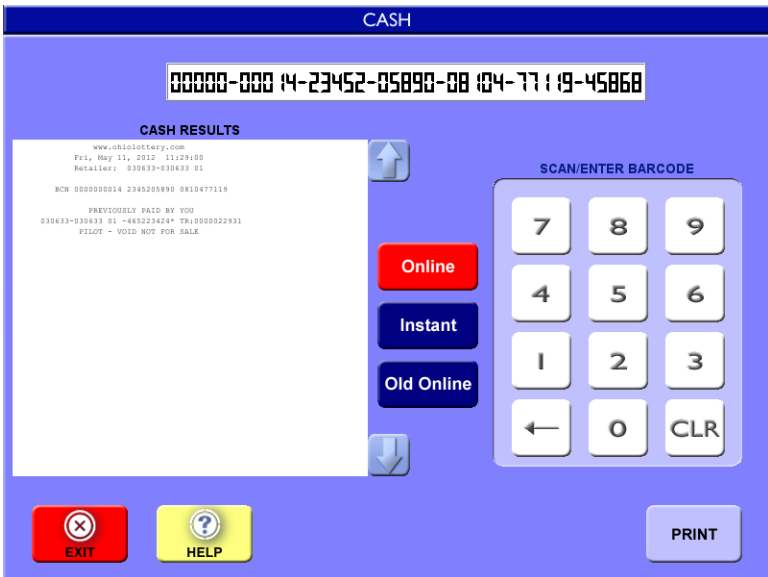 CASH
00000-00014-23452-05890-08104-77119-45868
CASH RESULTS
www.ohiolottery.com
Fri, May 11, 2012 11:29:00
Retailer: 030633-030633 01
BCN 0000000014 2345205890 0810477119
PREVIOUSLY PAID BY YOU
030633-030633 01 -465223424* TR:0000022931
PILOT - VOID NOT FOR SALE
Online
Instant
Old Online
SCAN/ENTER BARCODE
7 8 9
4 5 6
1 2 3
← 0 CLR
EXIT
? HELP
PRINT